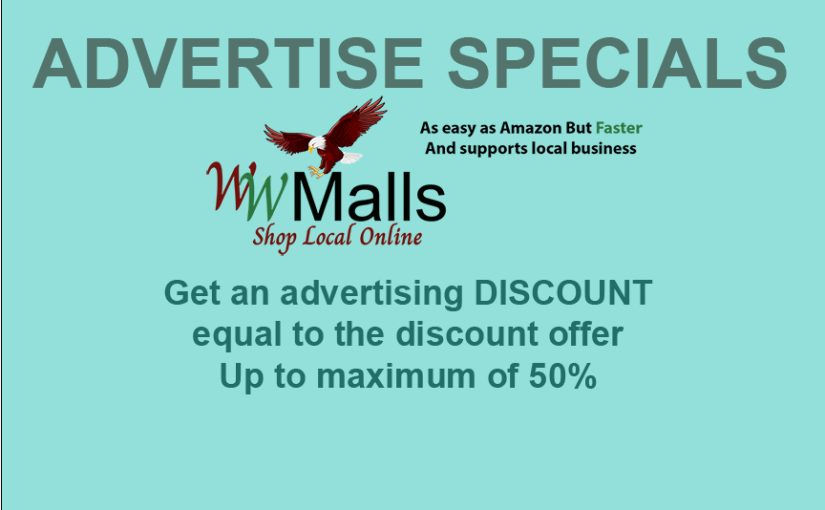 ADVERTISE SPECIALS
As easy as Amazon But Faster
And supports local business
WWMalls
Shop Local Online
Get an advertising DISCOUNT
equal to the discount offer
Up to maximum of 50%